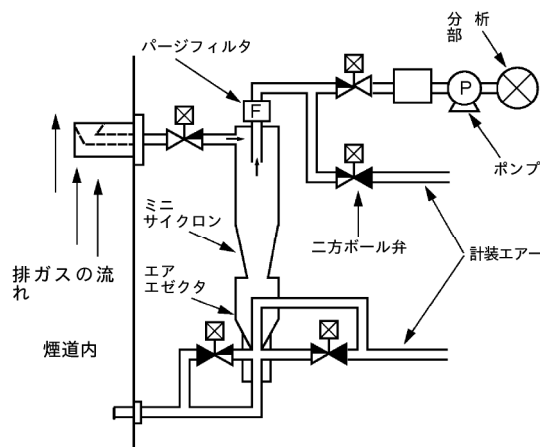 分析
部
パージフィルタ
F
P
ポンプ
ミニ
サイクロン
二方ボール弁
計装エアー
エア
エゼクタ
排ガスの流
れ
煙道内